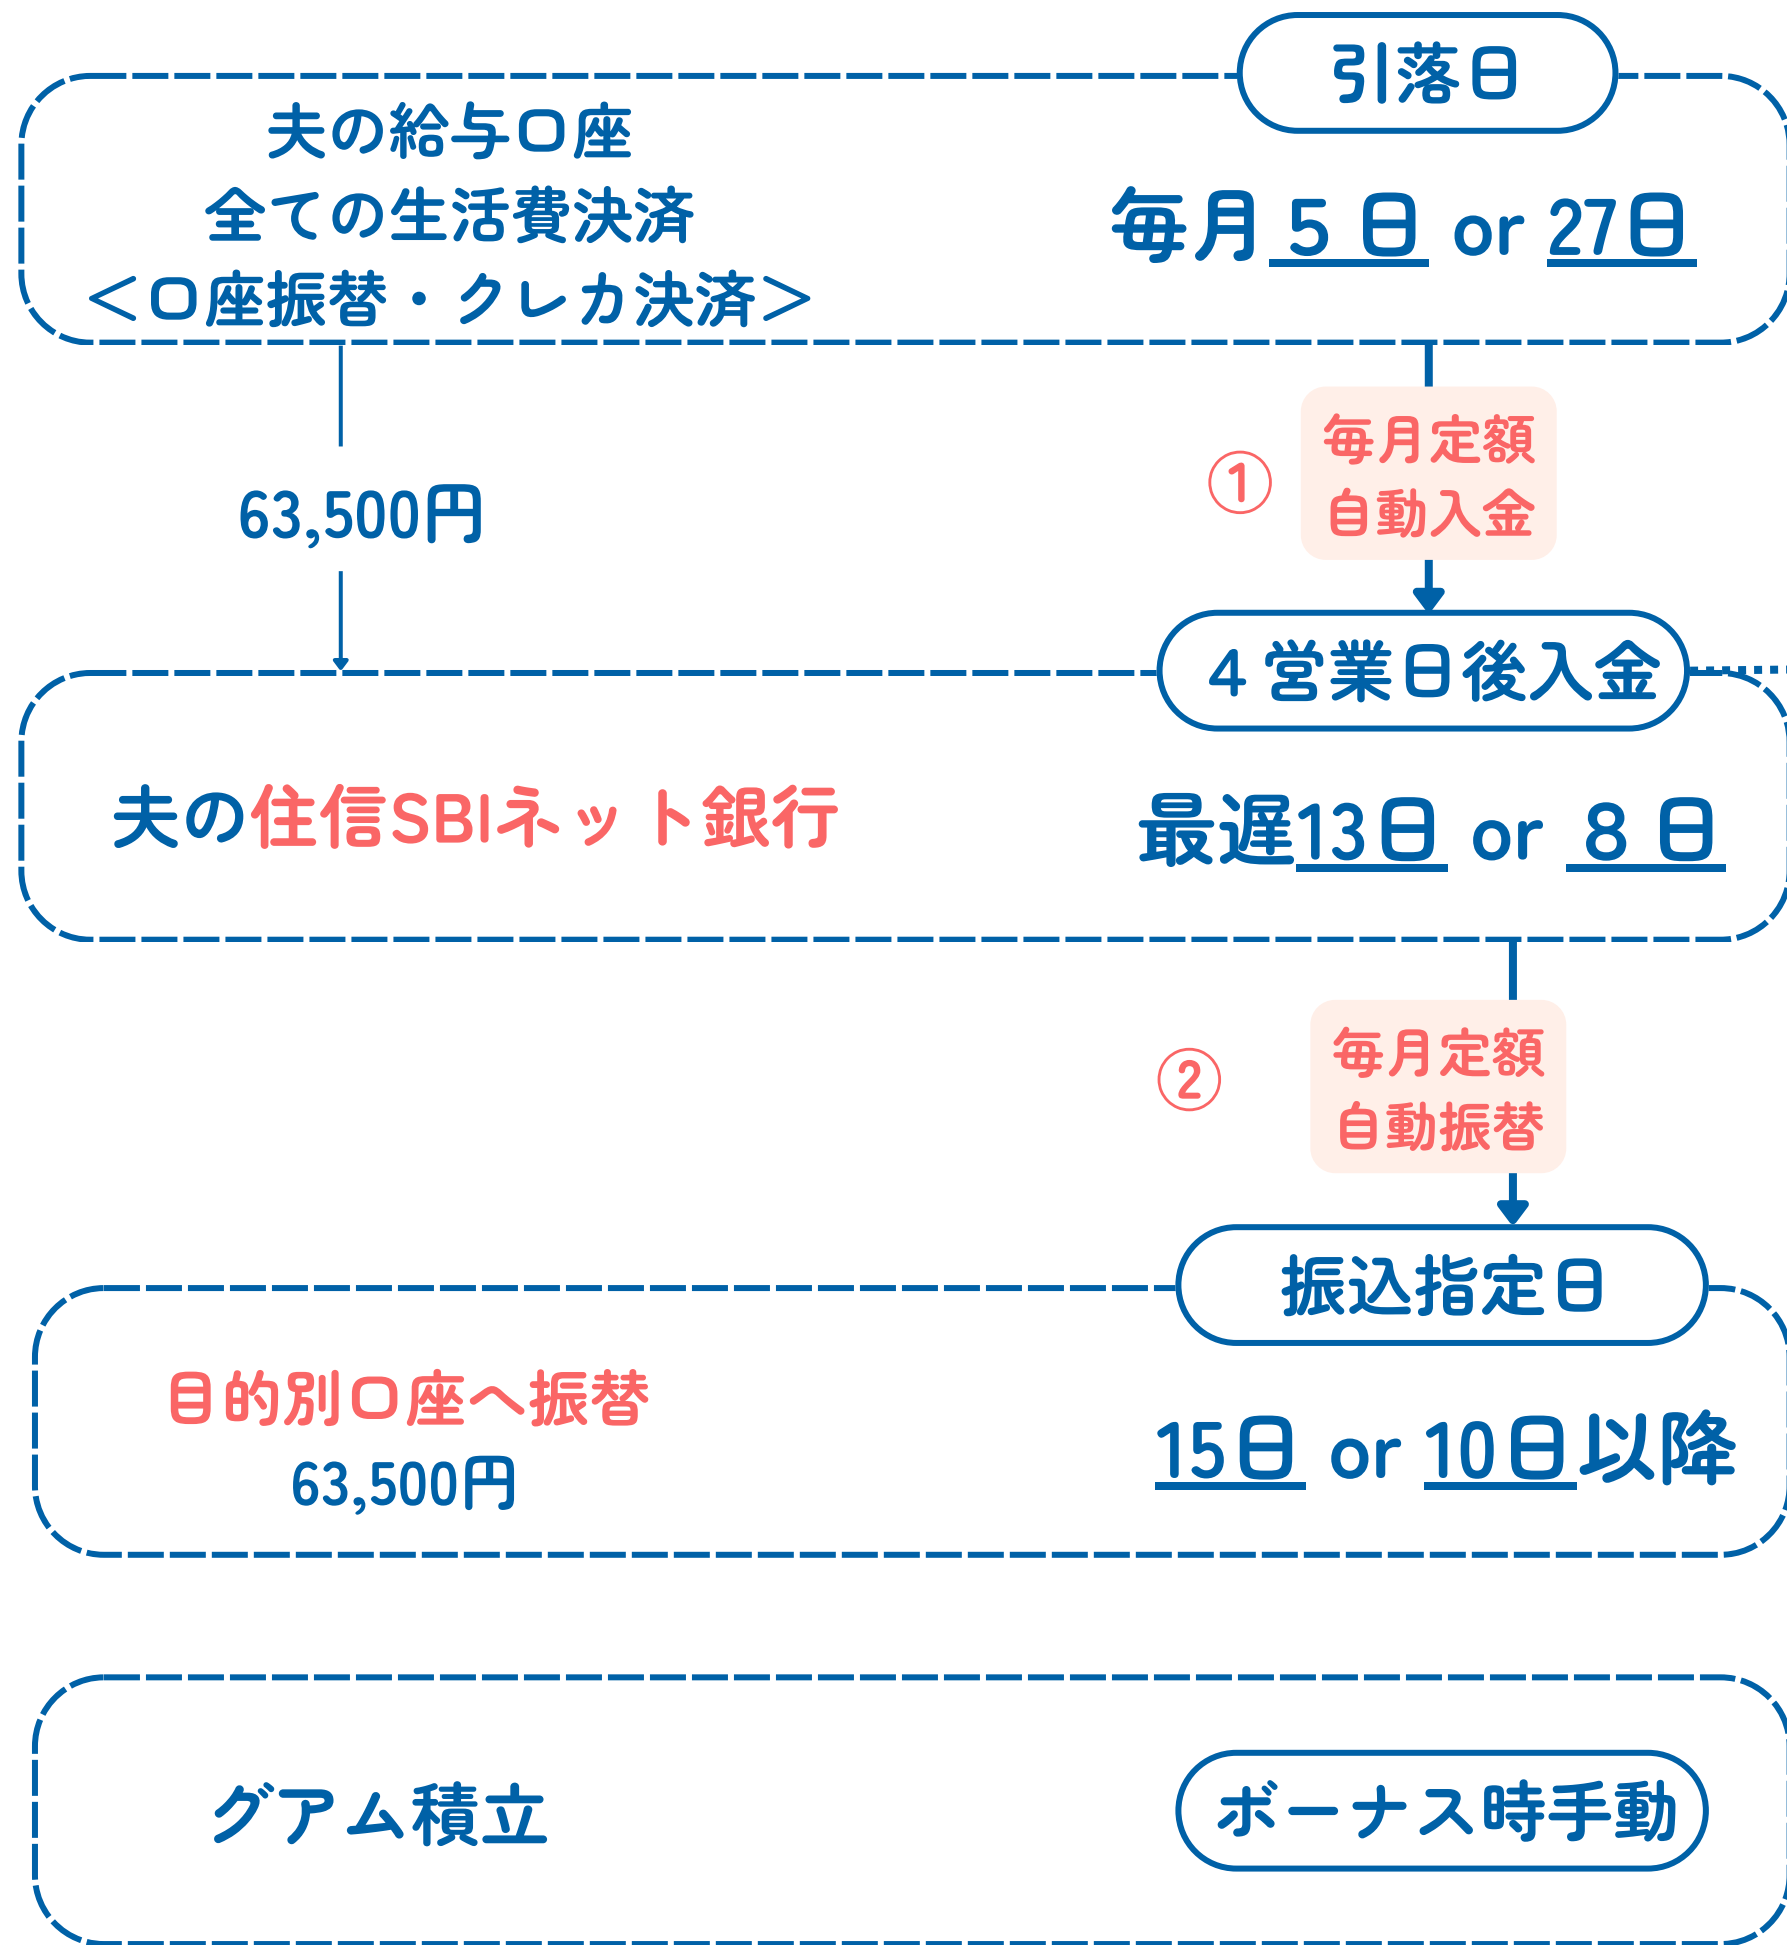 引落日
夫の給与口座
全ての生活費決済
＜口座振替・クレカ決済＞
毎月 5 日 or 27日
①
毎月定額
自動入金
63,500円
４営業日後入金
夫の住信SBIネット銀行
最遅13日 or 8 日
②
毎月定額
自動振替
振込指定日
目的別口座へ振替
63,500円
15日 or 10日以降
グアム積立
ボーナス時手動